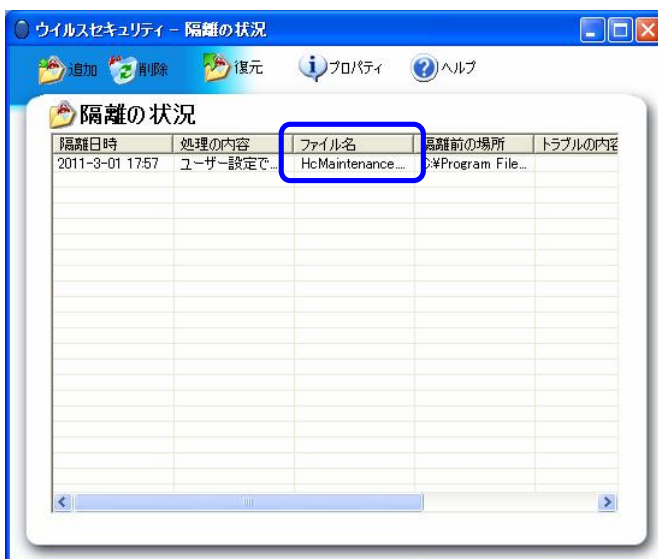 ウイルスセキュリティ - 隔離の状況
追加 削除 復元 プロパティ ヘルプ
隔離の状況
隔離日時 処理の内容 ファイル名 隔離前の場所 トラブルの内容
2011-3-01 17:57 ユーザー設定で... HcMaintenance.... C:¥Program File...